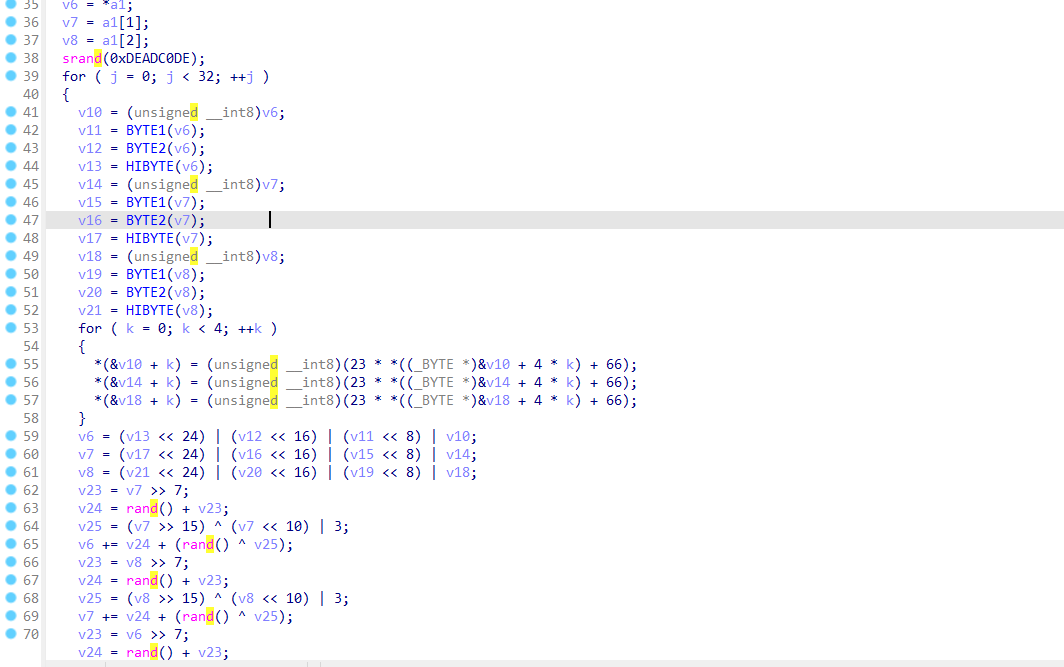 35 v6 = *a1;
36 v7 = a1[1];
37 v8 = a1[2];
38 srand(0xDEADC0DE);
39 for ( j = 0; j < 32; ++j )
40 {
41 v10 = (unsigned __int8)v6;
42 v11 = BYTE1(v6);
43 v12 = BYTE2(v6);
44 v13 = HIBYTE(v6);
45 v14 = (unsigned __int8)v7;
46 v15 = BYTE1(v7);
47 v16 = BYTE2(v7);
48 v17 = HIBYTE(v7);
49 v18 = (unsigned __int8)v8;
50 v19 = BYTE1(v8);
51 v20 = BYTE2(v8);
52 v21 = HIBYTE(v8);
53 for ( k = 0; k < 4; ++k )
54 {
55 *(&v10 + k) = (unsigned __int8)(23 * *((_BYTE *)&v10 + 4 * k) + 66);
56 *(&v14 + k) = (unsigned __int8)(23 * *((_BYTE *)&v14 + 4 * k) + 66);
57 *(&v18 + k) = (unsigned __int8)(23 * *((_BYTE *)&v18 + 4 * k) + 66);
58 }
59 v6 = (v13 << 24) | (v12 << 16) | (v11 << 8) | v10;
60 v7 = (v17 << 24) | (v16 << 16) | (v15 << 8) | v14;
61 v8 = (v21 << 24) | (v20 << 16) | (v19 << 8) | v18;
62 v23 = v7 >> 7;
63 v24 = rand() + v23;
64 v25 = (v7 >> 15) ^ (v7 << 10) | 3;
65 v6 += v24 + (rand() ^ v25);
66 v23 = v8 >> 7;
67 v24 = rand() + v23;
68 v25 = (v8 >> 15) ^ (v8 << 10) | 3;
69 v7 += v24 + (rand() ^ v25);
70 v23 = v6 >> 7;
v24 = rand() + v23;